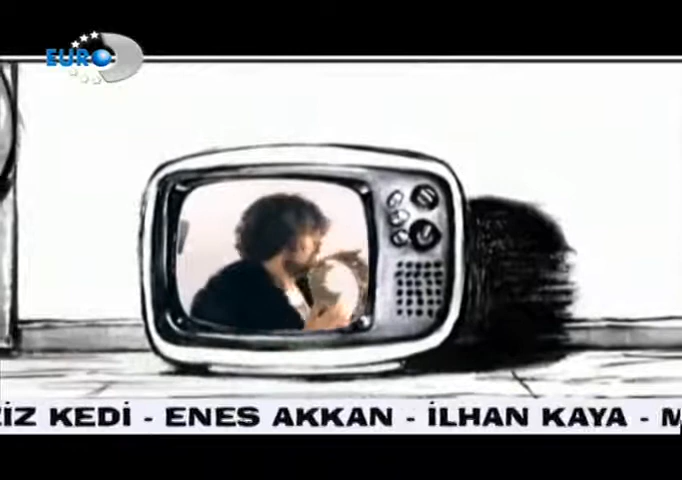 EURO D
İZ KEDİ - ENES AKKAN - İLHAN KAYA - M